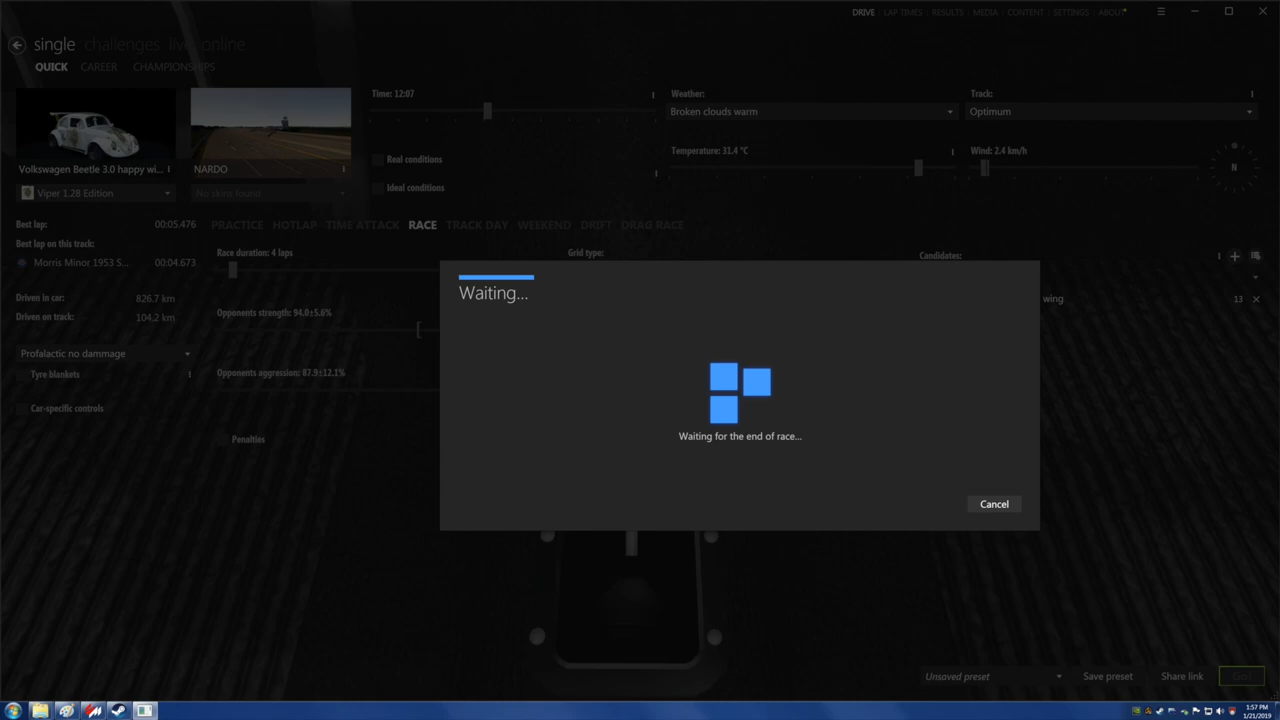 DRIVE LAP TIMES RESULTS MEDIA CONTENT SETTINGS ABOUT
single challenges live online
QUICK CAREER CHAMPIONSHIPS
Time: 12:07
Weather:
Track:
Broken clouds warm
Optimum
Real conditions
Temperature: 31.4 °C
Wind: 2.4 km/h
N
Ideal conditions
Volkswagen Beetle 3.0 happy wi...
NARDO
Viper 1.28 Edition
No skins found
Best lap: 00:05.476
PRACTICE HOTLAP TIME ATTACK RACE TRACK DAY WEEKEND DRIFT DRAG RACE
Best lap on this track:
Morris Minor 1953 S... 00:04.673
Race duration: 4 laps
Grid type:
Candidates:
wing 13
Driven in car: 826.7 km
Driven on track: 104.2 km
Opponents strength: 94.0±5.6%
Profalactic no dammage
Tyre blankets
Opponents aggression: 87.9±12.1%
Car-specific controls
Penalties
Waiting...
Waiting for the end of race...
Cancel
Unsaved preset
Save preset
Share link
Go!
1:57 PM
1/21/2019